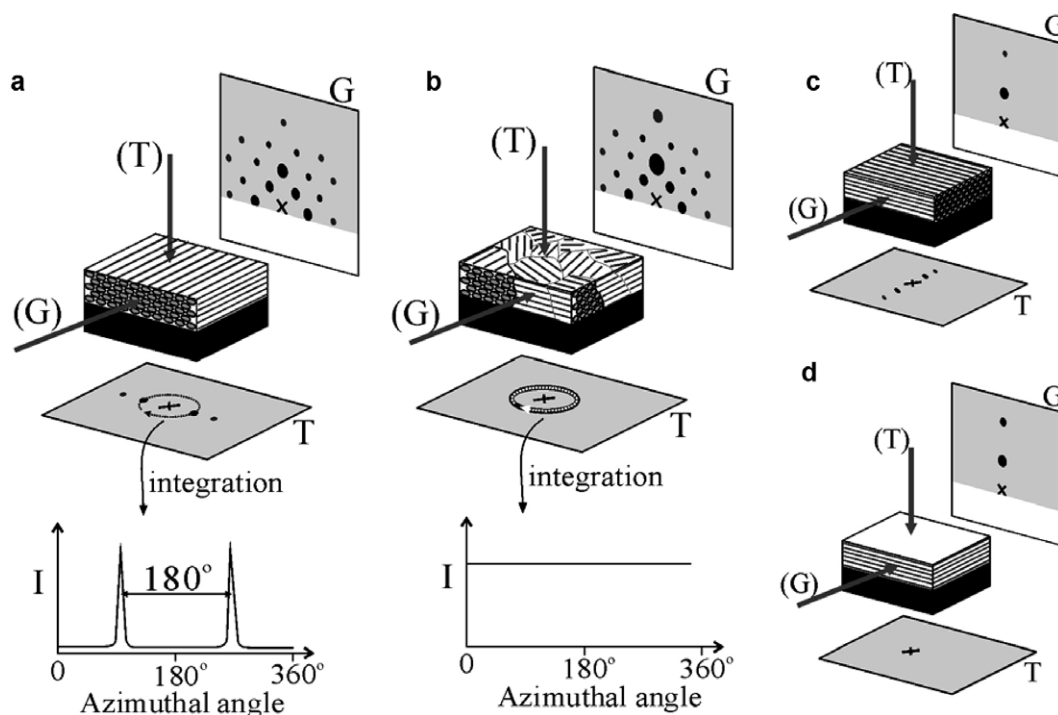 a
G
(T)
(G)
T
integration
I
180°
0
180°
360°
Azimuthal angle
b
G
(T)
(G)
T
integration
I
0
180°
360°
Azimuthal angle
c
G
(T)
(G)
T
d
G
(T)
(G)
T